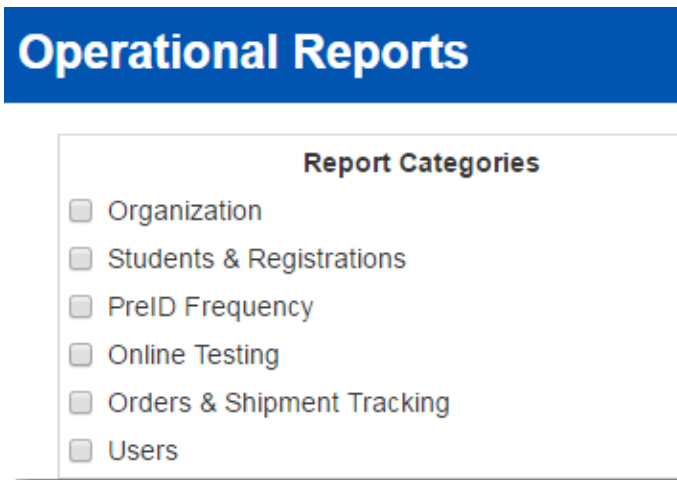 Operational Reports
Report Categories
Organization
Students & Registrations
PreID Frequency
Online Testing
Orders & Shipment Tracking
Users